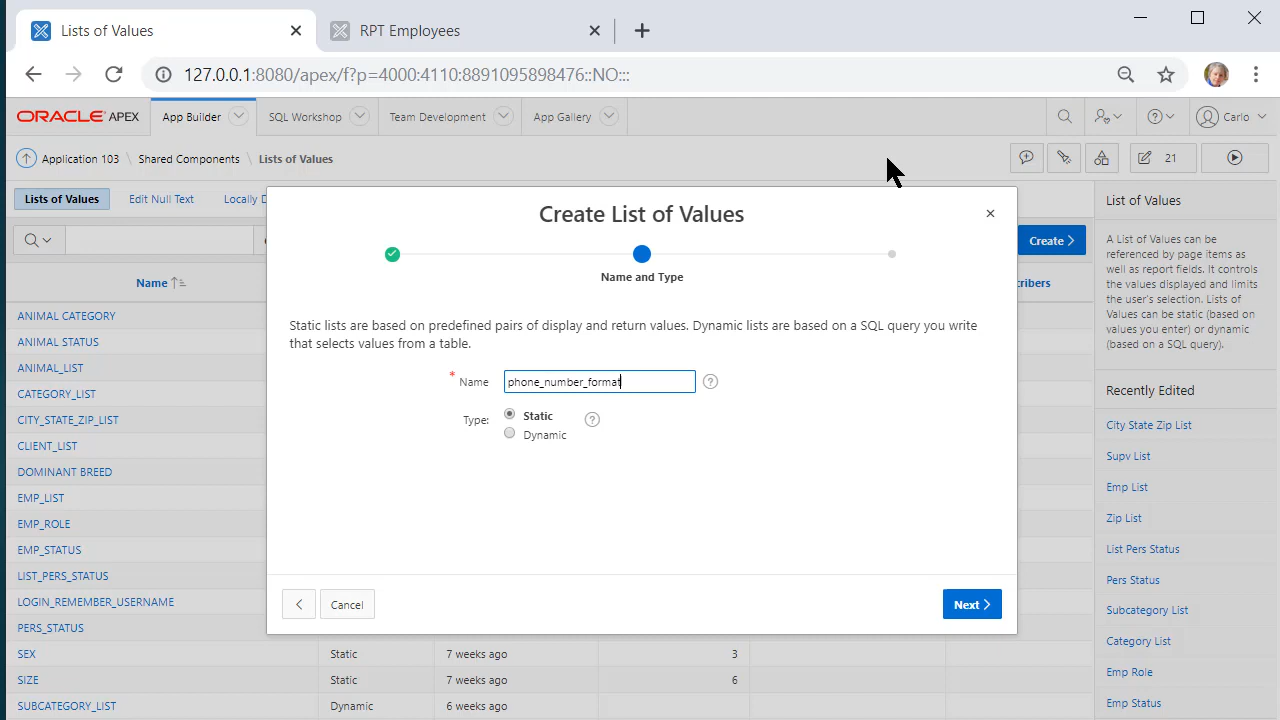 Lists of Values
RPT Employees
127.0.0.1:8080/apex/f?p=4000:4110:8891095898476::NO:::
ORACLE APEX
App Builder
SQL Workshop
Team Development
App Gallery
Carlo
Application 103 \ Shared Components \ Lists of Values
21
Lists of Values
Edit Null Text
Locally D
Create >
Name
cribers
ANIMAL CATEGORY
ANIMAL STATUS
ANIMAL_LIST
CATEGORY_LIST
CITY_STATE_ZIP_LIST
CLIENT_LIST
DOMINANT BREED
EMP_LIST
EMP_ROLE
EMP_STATUS
LIST_PERS_STATUS
LOGIN_REMEMBER_USERNAME
PERS_STATUS
SEX Static 7 weeks ago 3
SIZE Static 7 weeks ago 6
SUBCATEGORY_LIST Dynamic 6 weeks ago
Create List of Values
Name and Type
Static lists are based on predefined pairs of display and return values. Dynamic lists are based on a SQL query you write
that selects values from a table.
* Name phone_number_format ?
Type: Static ?
Dynamic
< Cancel Next >
List of Values
A List of Values can be
referenced by page items as
well as report fields. It controls
the values displayed and limits
the user's selection. Lists of
Values can be static (based on
values you enter) or dynamic
(based on a SQL query).
Recently Edited
City State Zip List
Supv List
Emp List
Zip List
List Pers Status
Pers Status
Subcategory List
Category List
Emp Role
Emp Status